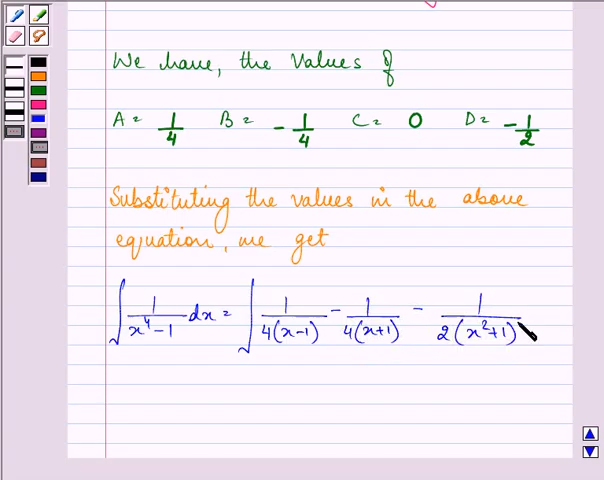 We have, the Values of
A = 1/4 B = -1/4 C = 0 D = -1/2
Substituting the values in the above
equation, we get
∫ 1/(x⁴-1) dx = ∫ 1/4(x-1) - 1/4(x+1) - 1/2(x²+1)